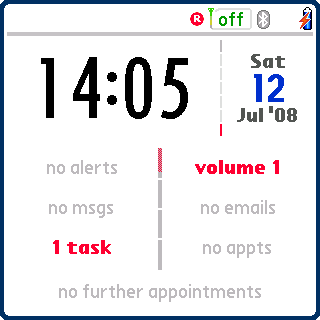 R off
14:05
Sat
12
Jul '08
no alerts volume 1
no msgs no emails
1 task no appts
no further appointments